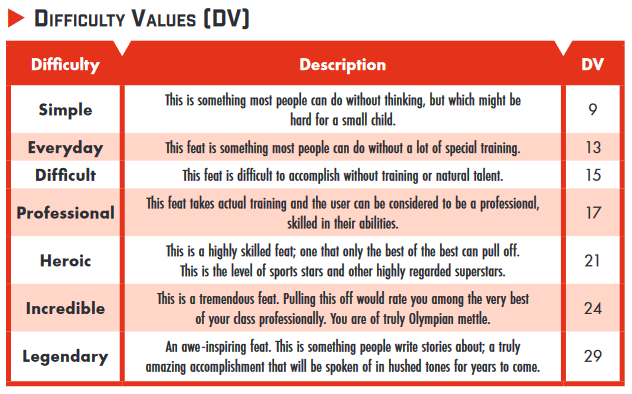 Difficulty Values (DV)
Difficulty Description DV
Simple This is something most people can do without thinking, but which might be
hard for a small child. 9
Everyday This feat is something most people can do without a lot of special training. 13
Difficult This feat is difficult to accomplish without training or natural talent. 15
Professional This feat takes actual training and the user can be considered to be a professional,
skilled in their abilities. 17
Heroic This is a highly skilled feat; one that only the best of the best can pull off.
This is the level of sports stars and other highly regarded superstars. 21
Incredible This is a tremendous feat. Pulling this off would rate you among the very best
of your class professionally. You are of truly Olympian mettle. 24
Legendary An awe-inspiring feat. This is something people write stories about; a truly
amazing accomplishment that will be spoken of in hushed tones for years to come. 29